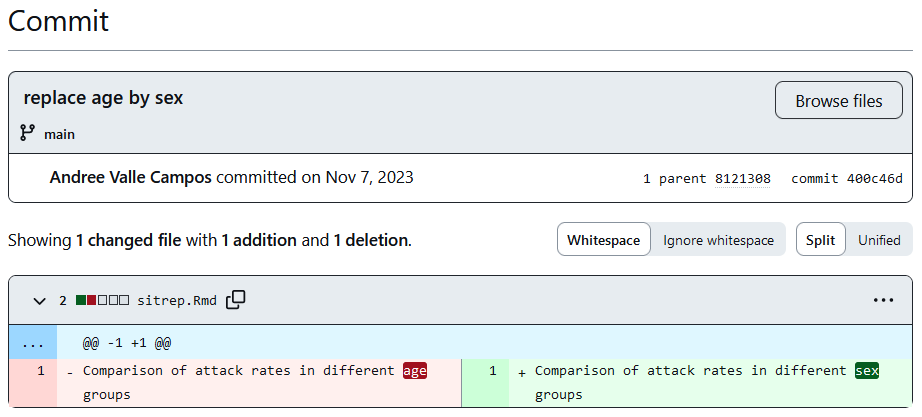 Commit
replace age by sex
Browse files
main
Andree Valle Campos committed on Nov 7, 2023
1 parent 8121308 commit 400c46d
Showing 1 changed file with 1 addition and 1 deletion.
Whitespace Ignore whitespace
Split Unified
2 sitrep.Rmd
... @@ -1 +1 @@
1 - Comparison of attack rates in different age
groups
1 + Comparison of attack rates in different sex
groups